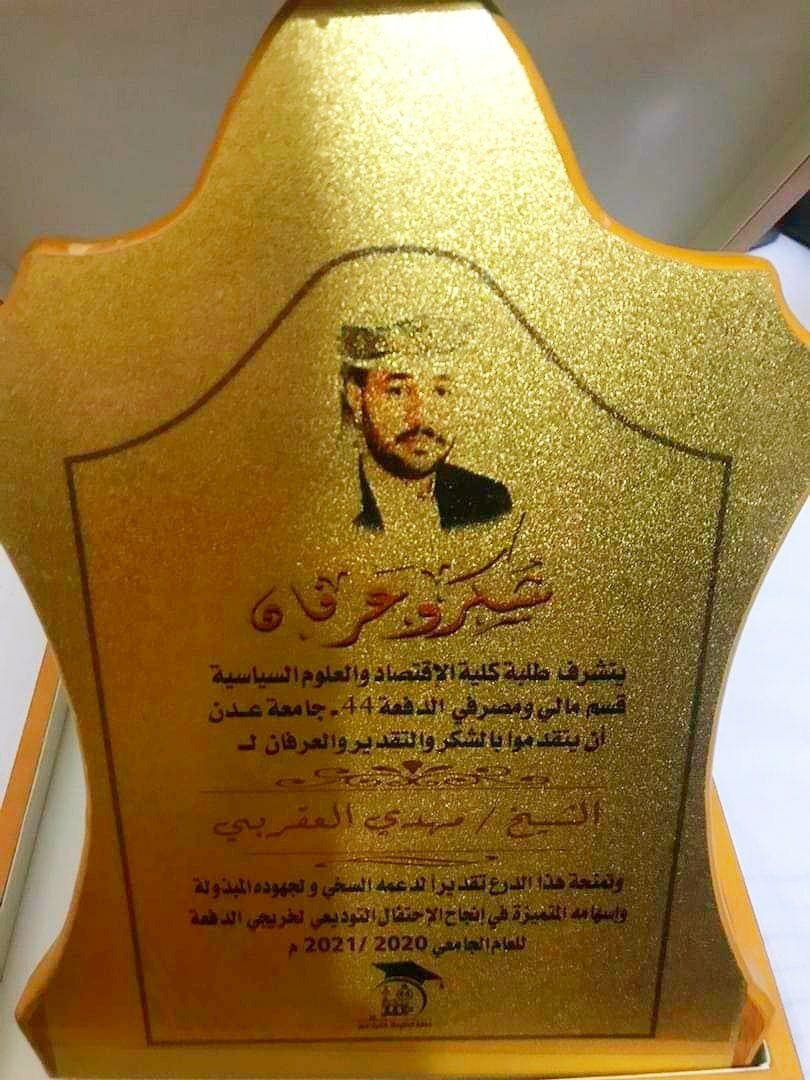 شكر وعرفان
يتشرف طلبة كلية الاقتصاد والعلوم السياسية
قسم مالي ومصرفي الدفعة 44 ـ جامعة عدن
أن يتقدموا بالشكر والتقدير والعرفان لـ
الشيخ / مهدي العقربي
وتمنحة هذا الدرع تقديراً لدعمه السخي ولجهوده المبذولة
وإسهامه المتميزة في إنجاح الإحتفال التوديعي لخريجي الدفعة
للعام الجامعي 2020 /2021 م